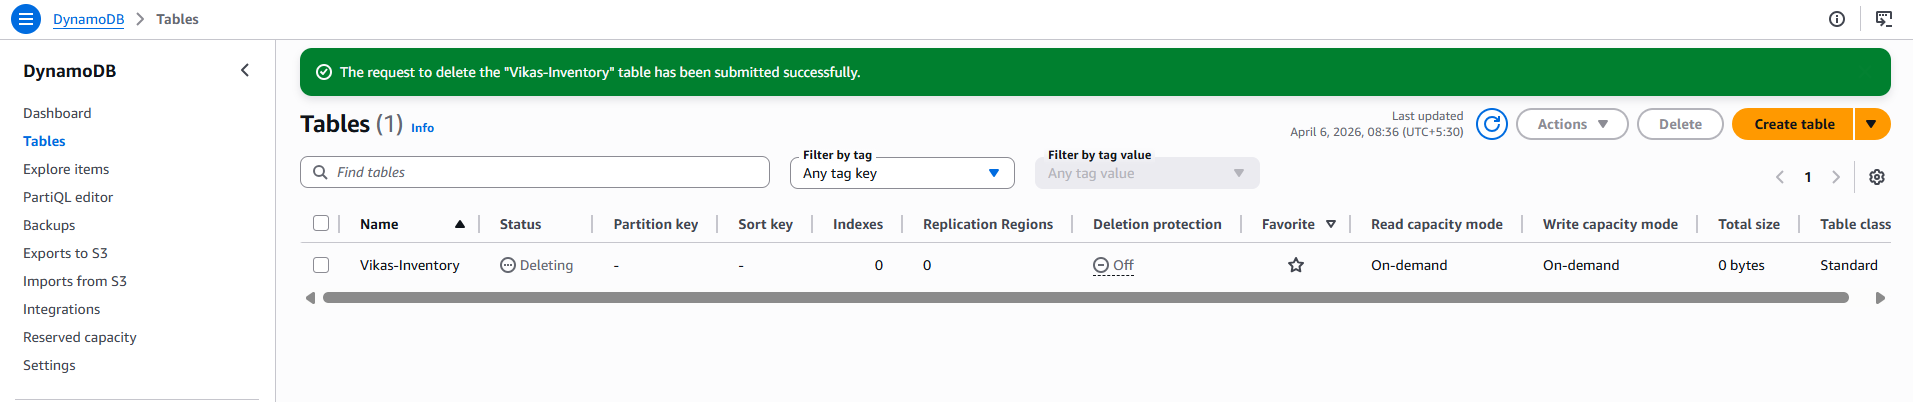 DynamoDB > Tables
DynamoDB
Dashboard
Tables
Explore items
PartiQL editor
Backups
Exports to S3
Imports from S3
Integrations
Reserved capacity
Settings
The request to delete the "Vikas-Inventory" table has been submitted successfully.
Tables (1) Info
Last updated
April 6, 2026, 08:36 (UTC+5:30)
Actions Delete Create table
Find tables
Filter by tag
Any tag key
Filter by tag value
Any tag value
1
Name Status Partition key Sort key Indexes Replication Regions Deletion protection Favorite Read capacity mode Write capacity mode Total size Table class
Vikas-Inventory Deleting - - 0 0 Off On-demand On-demand 0 bytes Standard